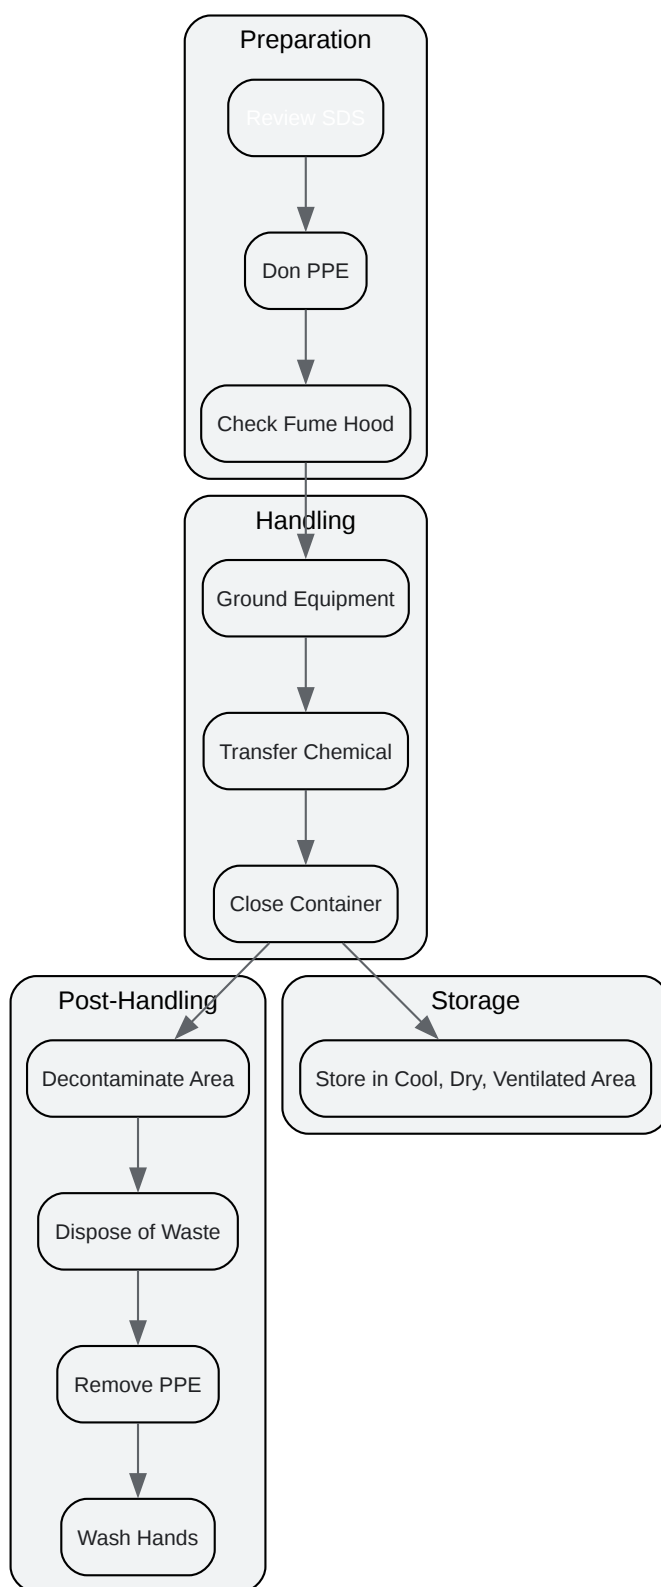 Preparation
Review SDS
Don PPE
Check Fume Hood
Handling
Ground Equipment
Transfer Chemical
Close Container
Post-Handling
Storage
Decontaminate Area
Store in Cool, Dry, Ventilated Area
Dispose of Waste
Remove PPE
Wash Hands